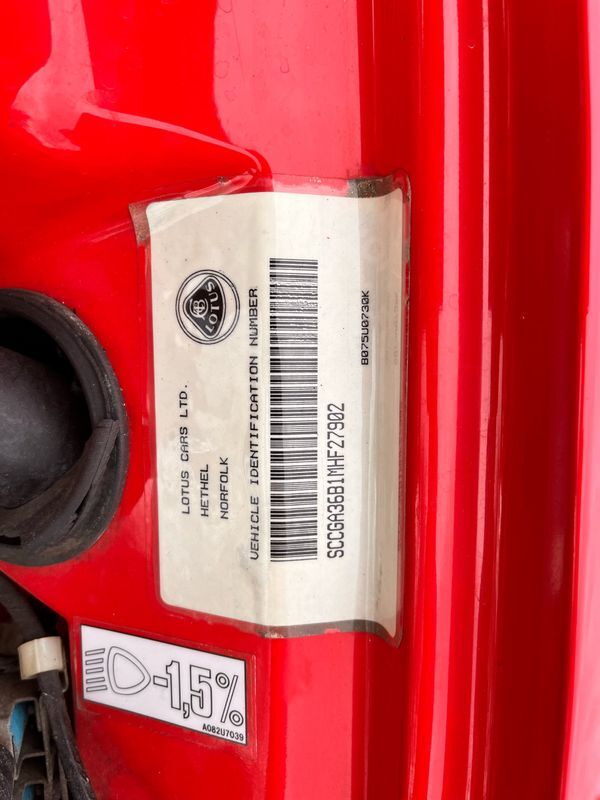 LOTUS
LOTUS CARS LTD.
HETHEL
NORFOLK
VEHICLE IDENTIFICATION NUMBER
SCCGA36B1MHF27902
B075U0730K
-1,5%
A082U7039